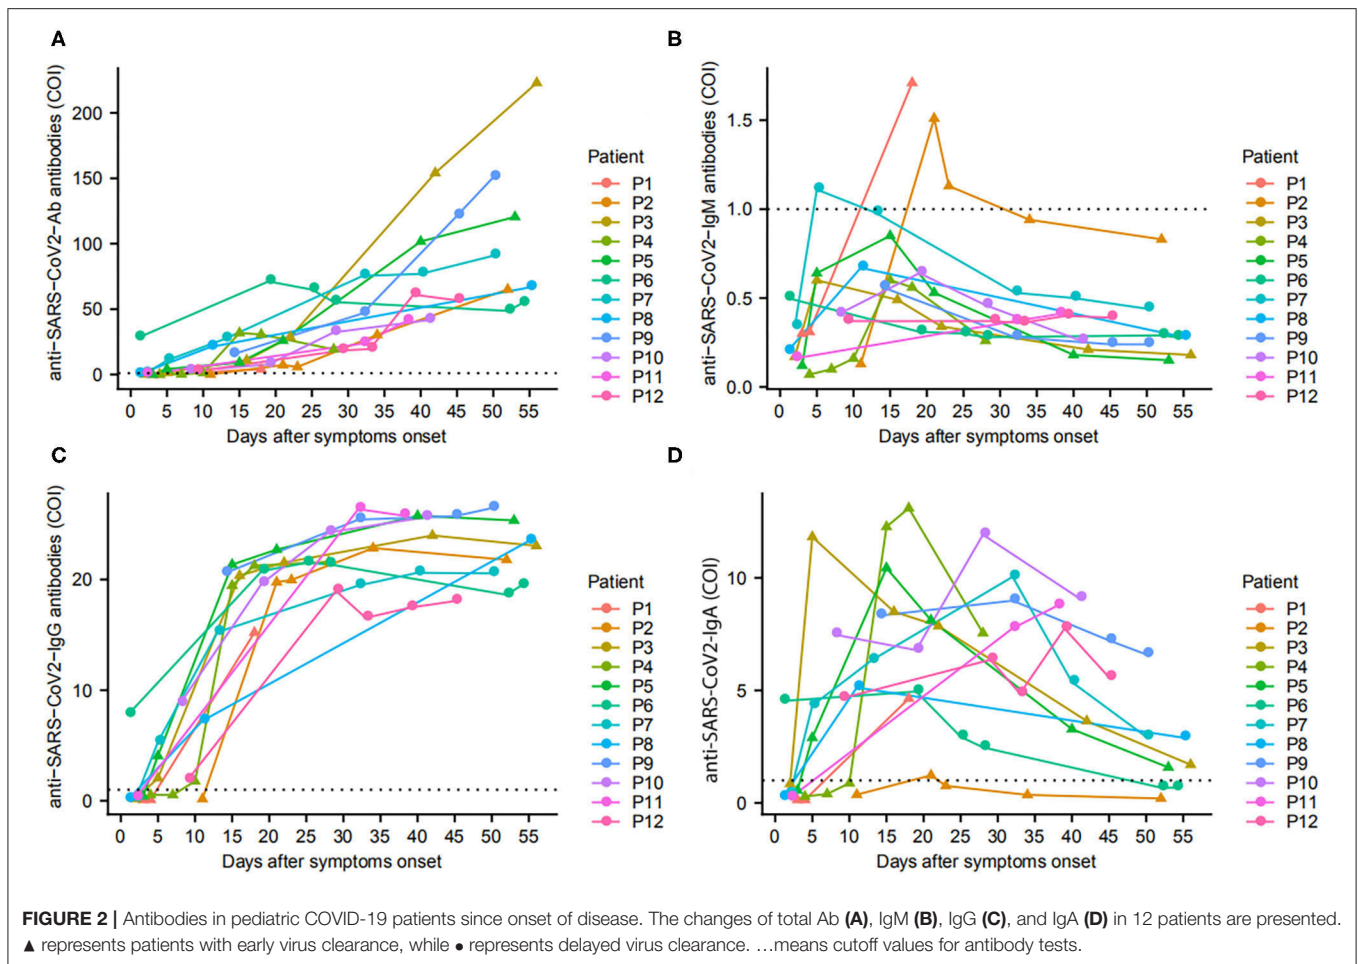 A
anti−SARS−CoV2−Ab antibodies (COI)
200
150
100
50
0
0 5 10 15 20 25 30 35 40 45 50 55
Days after symptoms onset
Patient
P1
P2
P3
P4
P5
P6
P7
P8
P9
P10
P11
P12
B
anti−SARS−CoV2−IgM antibodies (COI)
1.5
1.0
0.5
0.0
0 5 10 15 20 25 30 35 40 45 50 55
Days after symptoms onset
Patient
P1
P2
P3
P4
P5
P6
P7
P8
P9
P10
P11
P12
C
anti−SARS−CoV2−IgG antibodies (COI)
20
10
0
0 5 10 15 20 25 30 35 40 45 50 55
Days after symptoms onset
Patient
P1
P2
P3
P4
P5
P6
P7
P8
P9
P10
P11
P12
D
anti-SARS-CoV2-IgA (COI)
10
5
0
0 5 10 15 20 25 30 35 40 45 50 55
Days after symptoms onset
Patient
P1
P2
P3
P4
P5
P6
P7
P8
P9
P10
P11
P12
FIGURE 2 | Antibodies in pediatric COVID-19 patients since onset of disease. The changes of total Ab (A), IgM (B), IgG (C), and IgA (D) in 12 patients are presented.
▲ represents patients with early virus clearance, while ● represents delayed virus clearance. …means cutoff values for antibody tests.